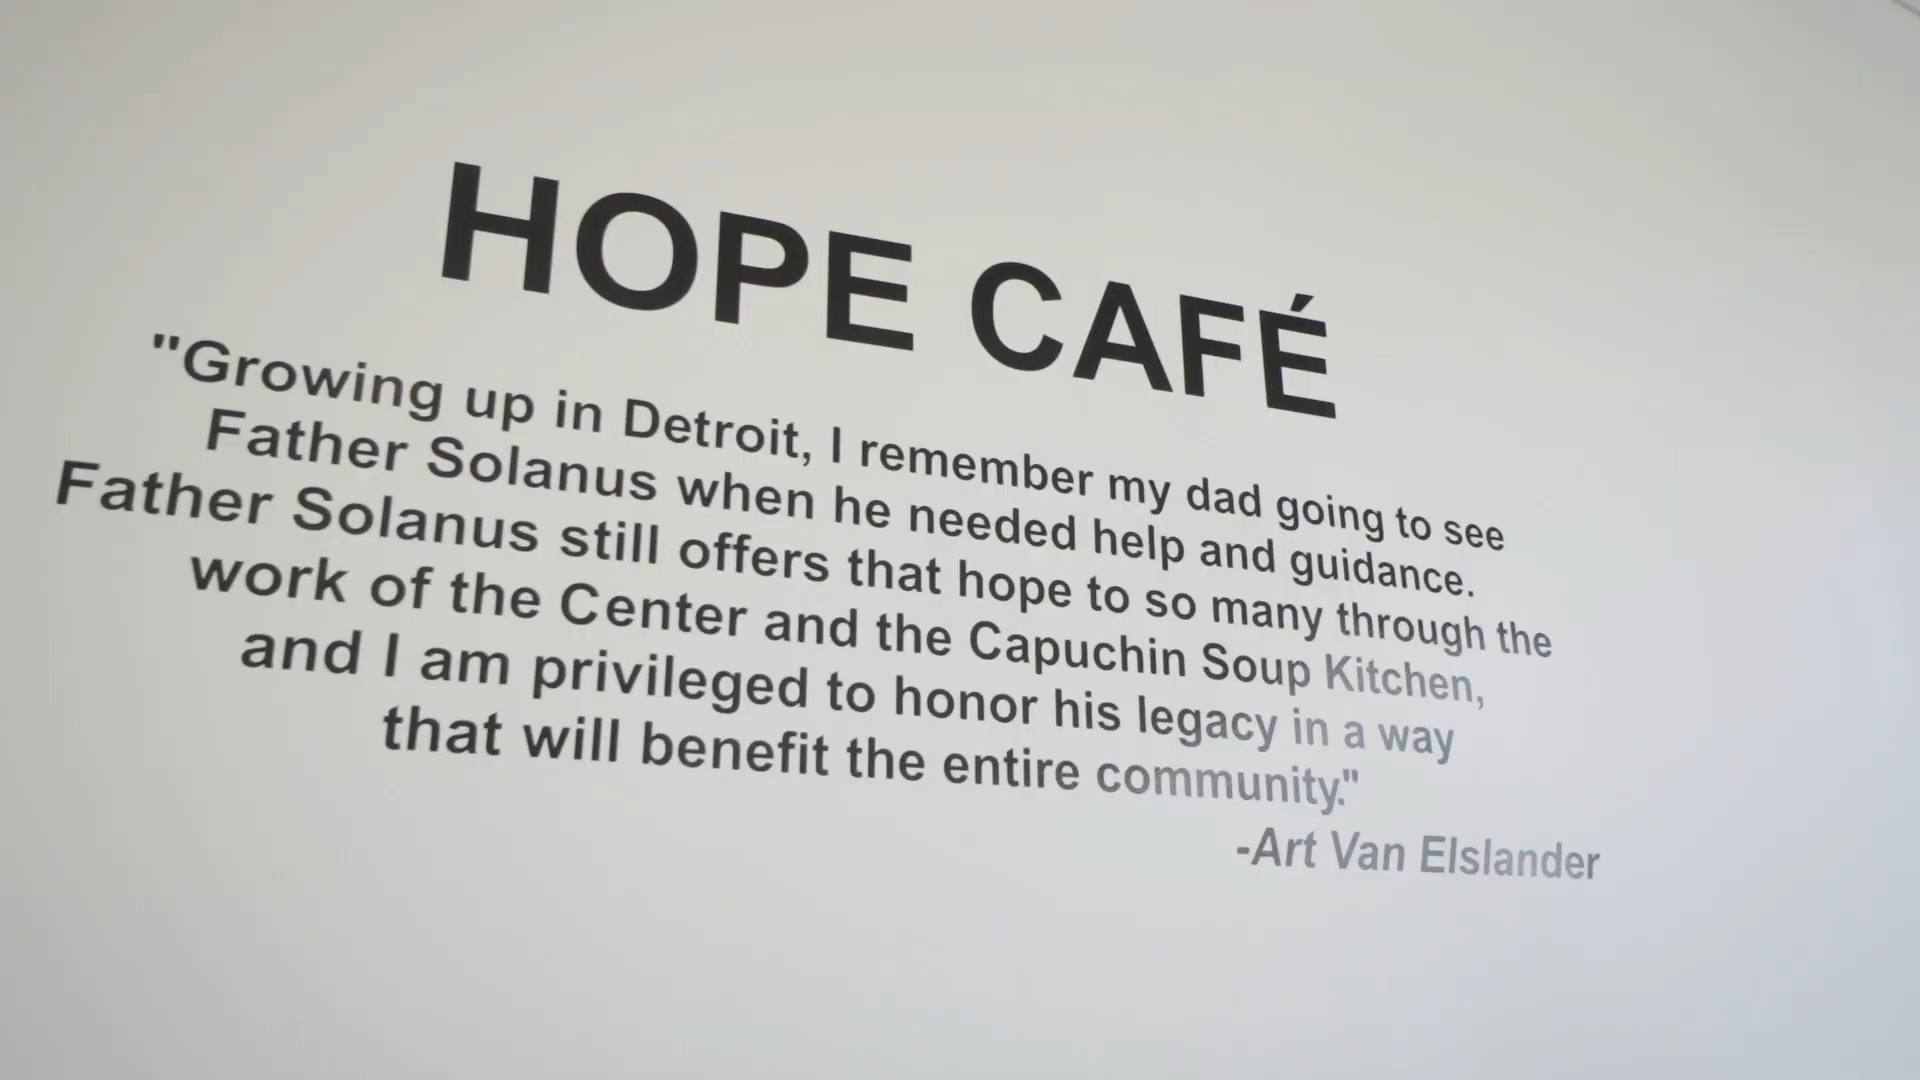 HOPE CAFÉ
"Growing up in Detroit, I remember my dad going to see
Father Solanus when he needed help and guidance.
Father Solanus still offers that hope to so many through the
work of the Center and the Capuchin Soup Kitchen,
and I am privileged to honor his legacy in a way
that will benefit the entire community."
-Art Van Elslander